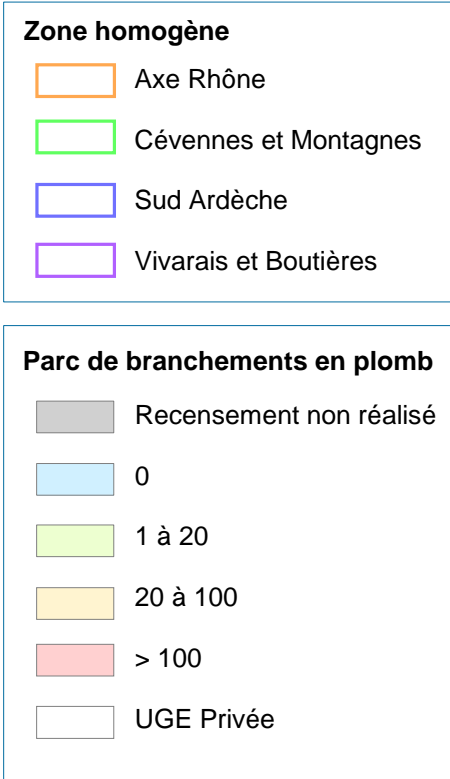 Zone homogène
Axe Rhône
Cévennes et Montagnes
Sud Ardèche
Vivarais et Boutières
Parc de branchements en plomb
Recensement non réalisé
0
1 à 20
20 à 100
> 100
UGE Privée